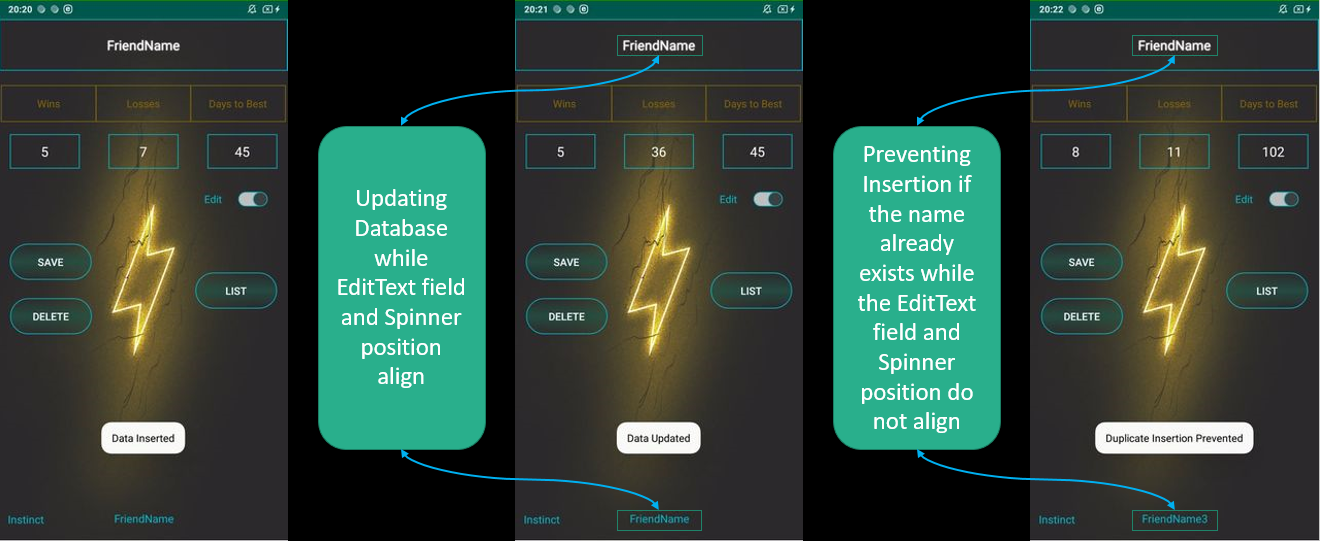 20:20
FriendName
Wins Losses Days to Best
5 7 45
Edit
SAVE
LIST
DELETE
Data Inserted
Instinct FriendName
Updating
Database
while
EditText field
and Spinner
position
align
20:21
FriendName
Wins Losses Days to Best
5 36 45
Edit
SAVE
LIST
DELETE
Data Updated
Instinct FriendName
Preventing
Insertion if
the name
already
exists while
the EditText
field and
Spinner
position do
not align
20:22
FriendName
Wins Losses Days to Best
8 11 102
Edit
SAVE
LIST
DELETE
Duplicate Insertion Prevented
Instinct FriendName3